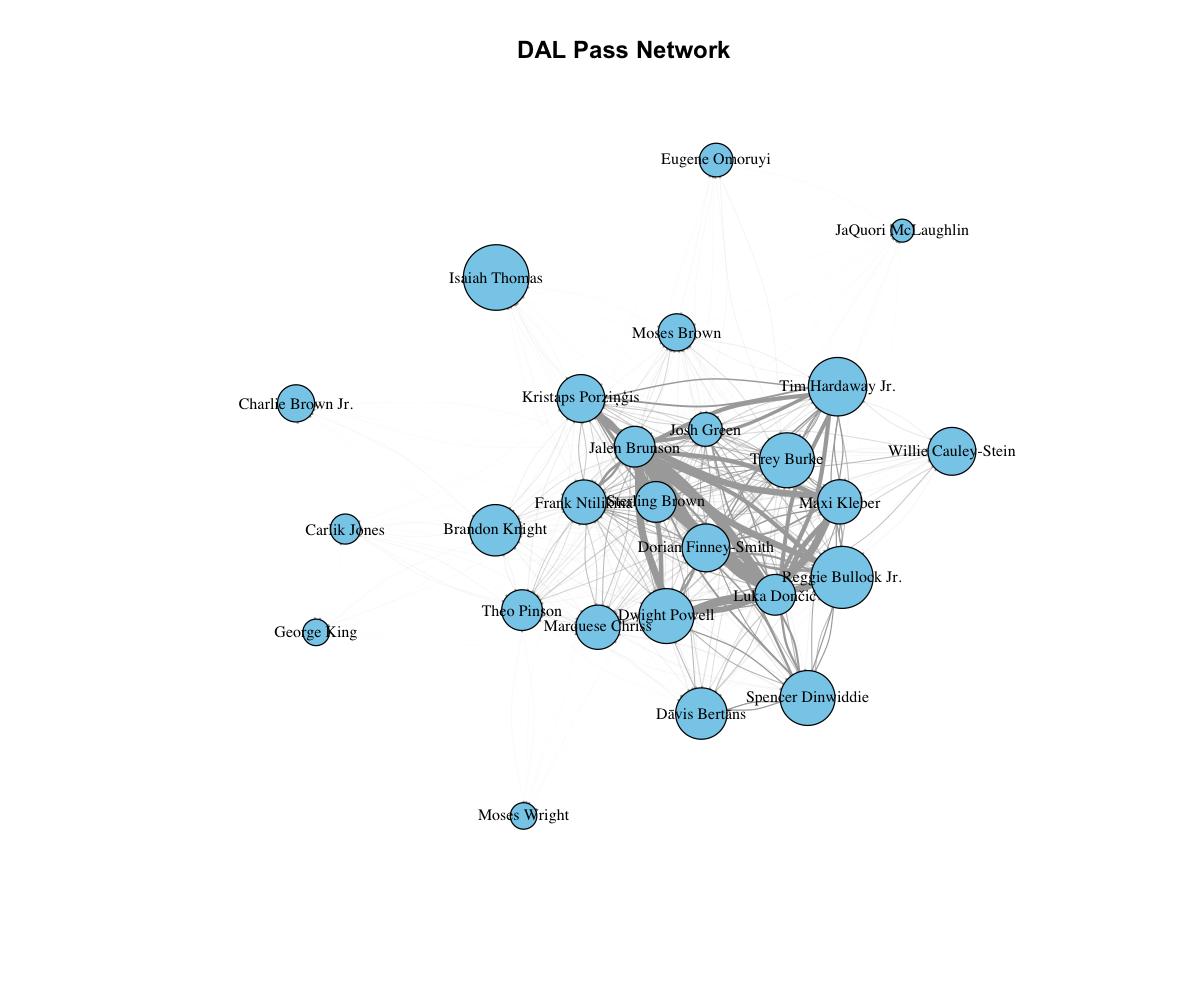 DAL Pass Network
Eugene Omoruyi
JaQuori McLaughlin
Isaiah Thomas
Moses Brown
Tim Hardaway Jr.
Kristaps Porziņģis
Charlie Brown Jr.
Josh Green
Jalen Brunson
Willie Cauley-Stein
Trey Burke
Frank Ntilikina
Sterling Brown
Maxi Kleber
Carlik Jones
Brandon Knight
Dorian Finney-Smith
Reggie Bullock Jr.
Luka Dončić
Theo Pinson
Dwight Powell
Marquese Chriss
George King
Spencer Dinwiddie
Dāvis Bertāns
Moses Wright